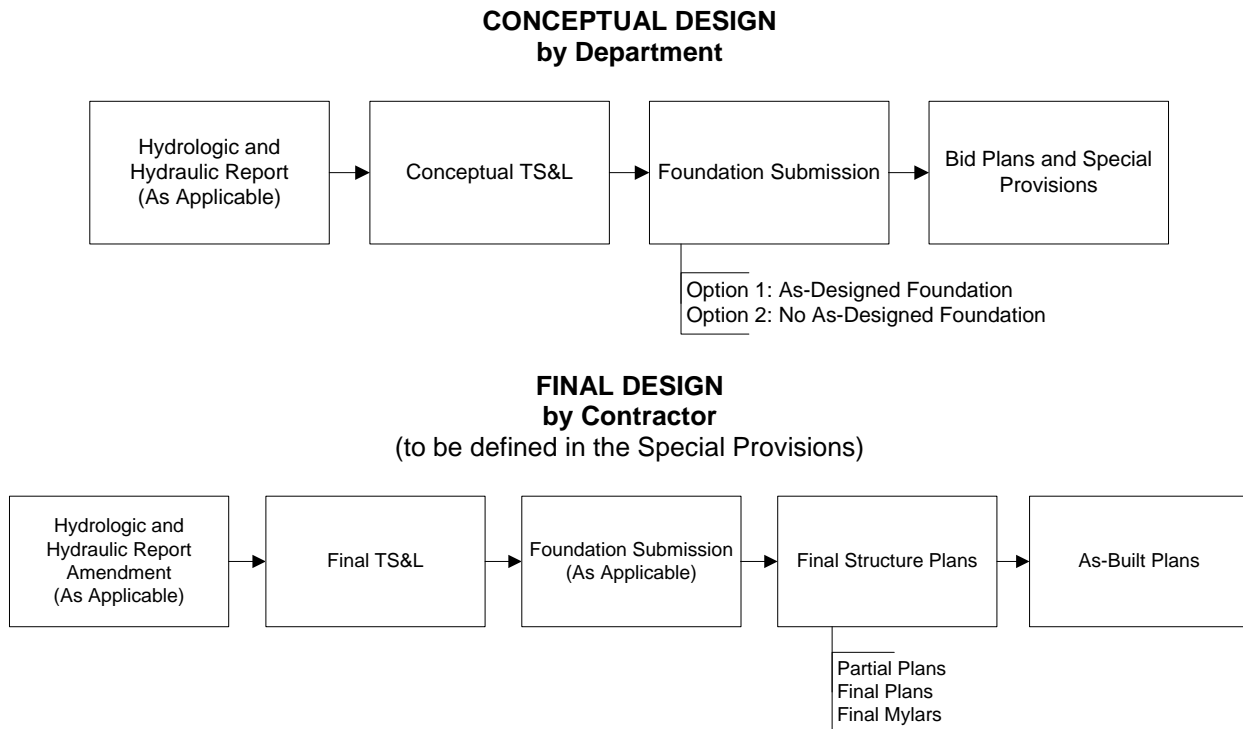 CONCEPTUAL DESIGN
by Department
Hydrologic and
Hydraulic Report
(As Applicable)
Conceptual TS&L
Foundation Submission
Bid Plans and Special
Provisions
Option 1: As-Designed Foundation
Option 2: No As-Designed Foundation
FINAL DESIGN
by Contractor
(to be defined in the Special Provisions)
Hydrologic and
Hydraulic Report
Amendment
(As Applicable)
Final TS&L
Foundation Submission
(As Applicable)
Final Structure Plans
As-Built Plans
Partial Plans
Final Plans
Final Mylars